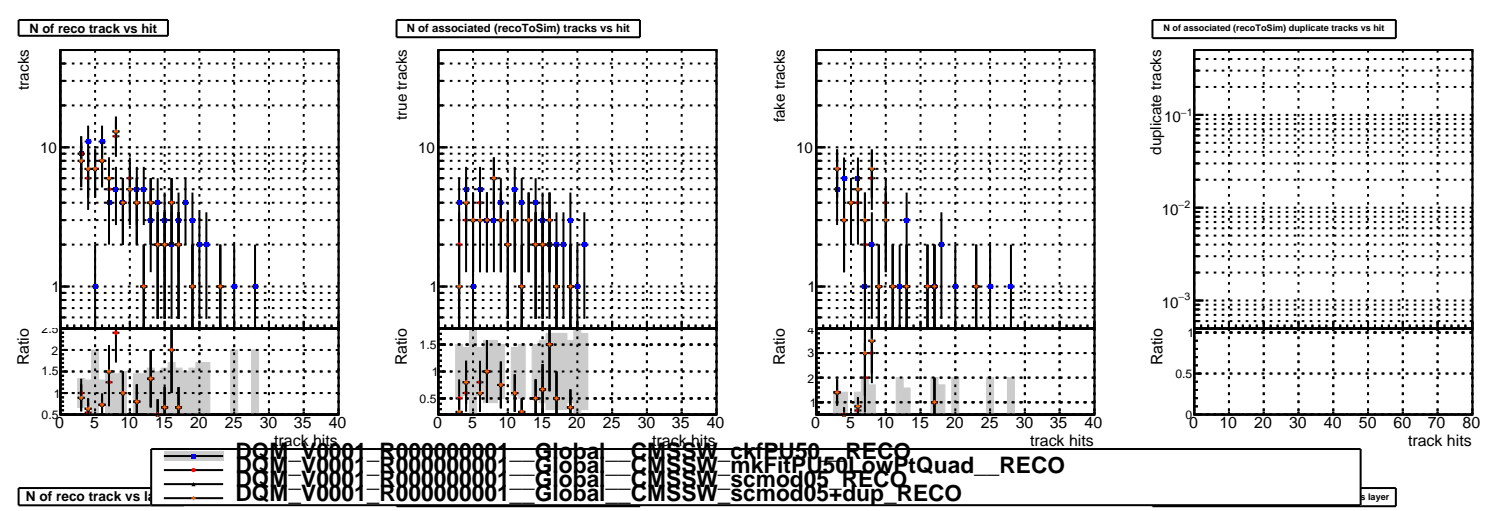 N of reco track vs hit
N of associated (recoToSim) tracks vs hit
N of associated (recoToSim) duplicate tracks vs hit
tracks
10
1
Ratio
2.5
2
1.5
1
0.5
0 5 10 15 20 25 30 35 40
track hits
true tracks
10
1
Ratio
1.5
1
0.5
0 5 10 15 20 25 30 35 40
track hits
fake tracks
10
1
Ratio
4
3
2
1
0 5 10 15 20 25 30 35 40
track hits
duplicate tracks
10−1
10−2
10−3
Ratio
1
0.5
0
0 10 20 30 40 50 60 70 80
track hits
DQM_V0001_R000000001__Global__CMSSW_ckfPU50__RECO
DQM_V0001_R000000001__Global__CMSSW_mkFitPU50LowPtQuad__RECO
DQM_V0001_R000000001__Global__CMSSW_scmod05_RECO
DQM_V0001_R000000001__Global__CMSSW_scmod05+dup_RECO
N of reco track vs
layer